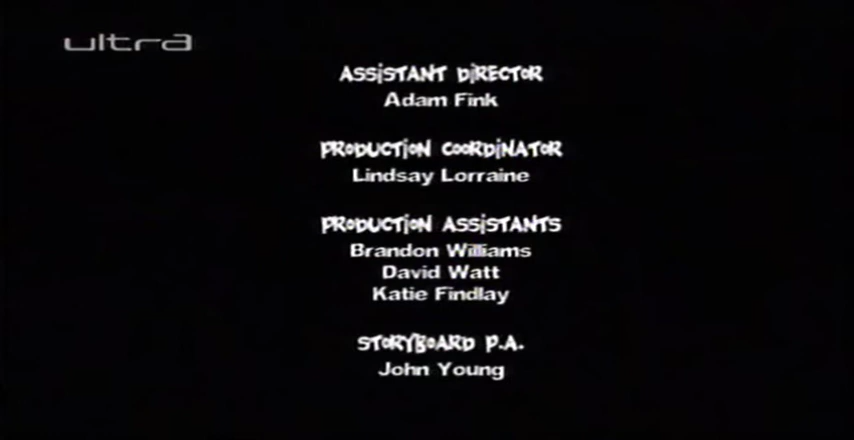 ultra
ASSiSTANT DiRECToR
Adam Fink
PRoDUCTioN CooRDiNAToR
Lindsay Lorraine
PRoDUCTioN ASSiSTANTS
Brandon Williams
David Watt
Katie Findlay
SToRYBoARD P.A.
John Young